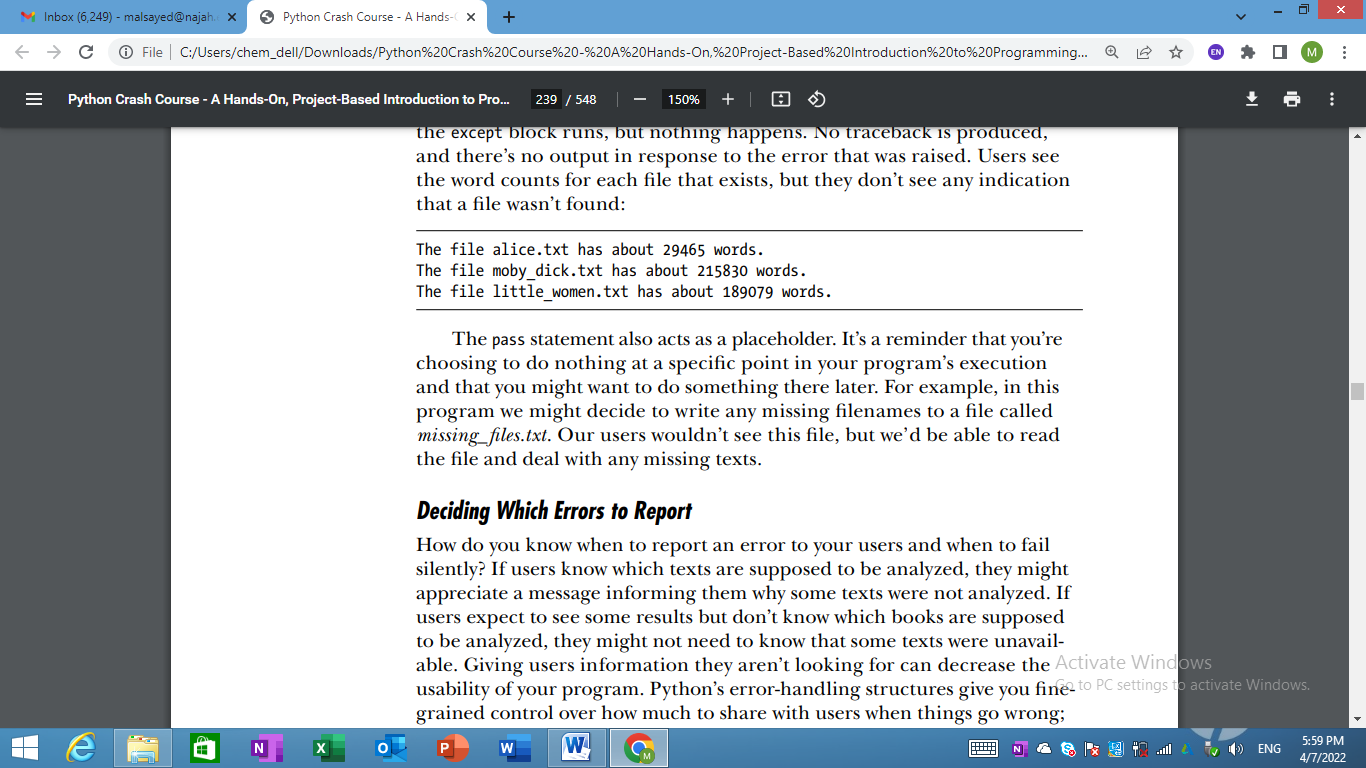 Inbox (6,249) - malsayed@najah.
Python Crash Course - A Hands-O
File
C:/Users/chem_dell/Downloads/Python%20Crash%20Course%20-%20A%20Hands-On,%20Project-Based%20Introduction%20to%20Programming...
EN
M
Python Crash Course - A Hands-On, Project-Based Introduction to Pro...
239 / 548
150%
the except block runs, but nothing happens. No traceback is produced,
and there’s no output in response to the error that was raised. Users see
the word counts for each file that exists, but they don’t see any indication
that a file wasn’t found:
The file alice.txt has about 29465 words.
The file moby_dick.txt has about 215830 words.
The file little_women.txt has about 189079 words.
The pass statement also acts as a placeholder. It’s a reminder that you’re
choosing to do nothing at a specific point in your program’s execution
and that you might want to do something there later. For example, in this
program we might decide to write any missing filenames to a file called
missing_files.txt. Our users wouldn’t see this file, but we’d be able to read
the file and deal with any missing texts.
Deciding Which Errors to Report
How do you know when to report an error to your users and when to fail
silently? If users know which texts are supposed to be analyzed, they might
appreciate a message informing them why some texts were not analyzed. If
users expect to see some results but don’t know which books are supposed
to be analyzed, they might not need to know that some texts were unavail-
able. Giving users information they aren’t looking for can decrease the
usability of your program. Python’s error-handling structures give you fine-
grained control over how much to share with users when things go wrong;
Activate Windows
Go to PC settings to activate Windows.
ENG
5:59 PM
4/7/2022